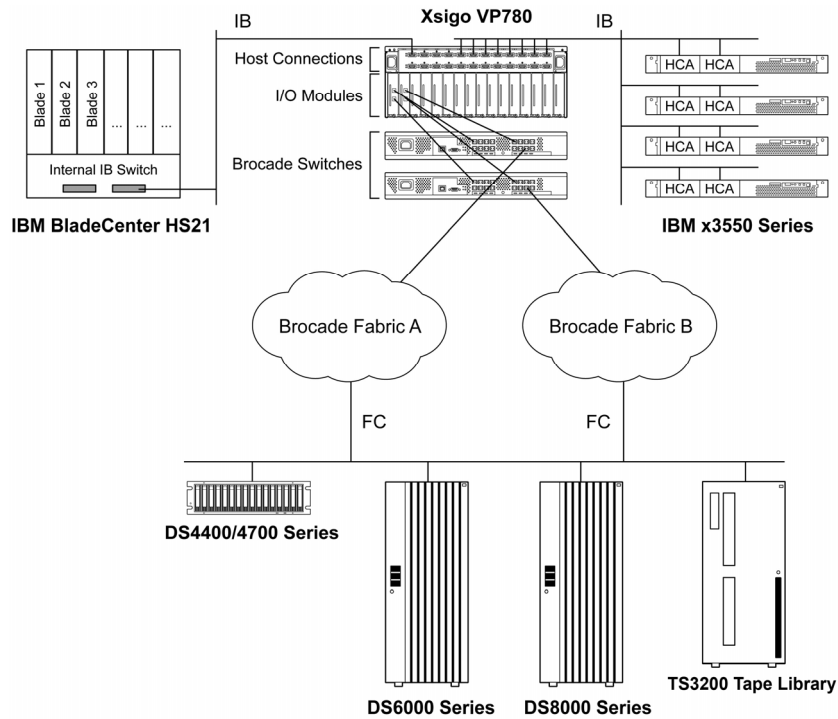 IB
Xsigo VP780
IB
Host Connections
I/O Modules
Brocade Switches
Blade 1
Blade 2
Blade 3
...
...
...
Internal IB Switch
IBM BladeCenter HS21
HCA HCA
HCA HCA
HCA HCA
HCA HCA
IBM x3550 Series
Brocade Fabric A
Brocade Fabric B
FC
FC
DS4400/4700 Series
DS6000 Series
DS8000 Series
TS3200 Tape Library